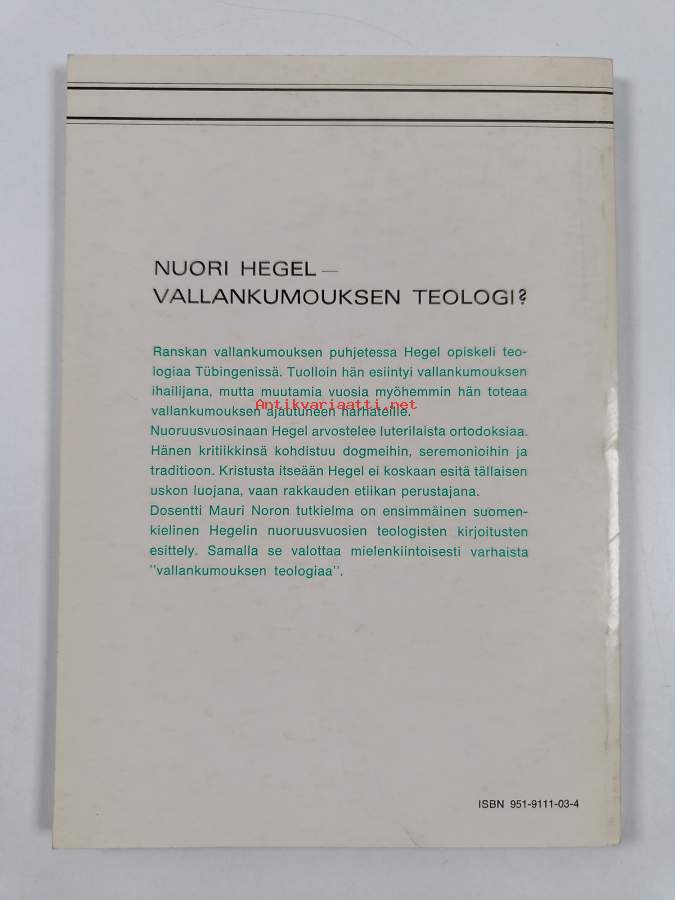 NUORI HEGEL —
VALLANKUMOUKSEN TEOLOGI?
Ranskan vallankumouksen puhjetessa Hegel opiskeli teo-
logiaa Tübingenissä. Tuolloin hän esiintyi vallankumouksen
ihailijana, mutta muutamia vuosia myöhemmin hän toteaa
Antikvariaatti.net
vallankumouksen ajautuneen harhateille.
Nuoruusvuosinaan Hegel arvostelee luterilaista ortodoksiaa.
Hänen kritiikkinsä kohdistuu dogmeihin, seremonioihin ja
traditioon. Kristusta itseään Hegel ei koskaan esitä tällaisen
uskon luojana, vaan rakkauden etiikan perustajana.
Dosentti Mauri Noron tutkielma on ensimmäinen suomen-
kielinen Hegelin nuoruusvuosien teologisten kirjoitusten
esittely. Samalla se valottaa mielenkiintoisesti varhaista
"vallankumouksen teologiaa".
ISBN 951-9111-03-4